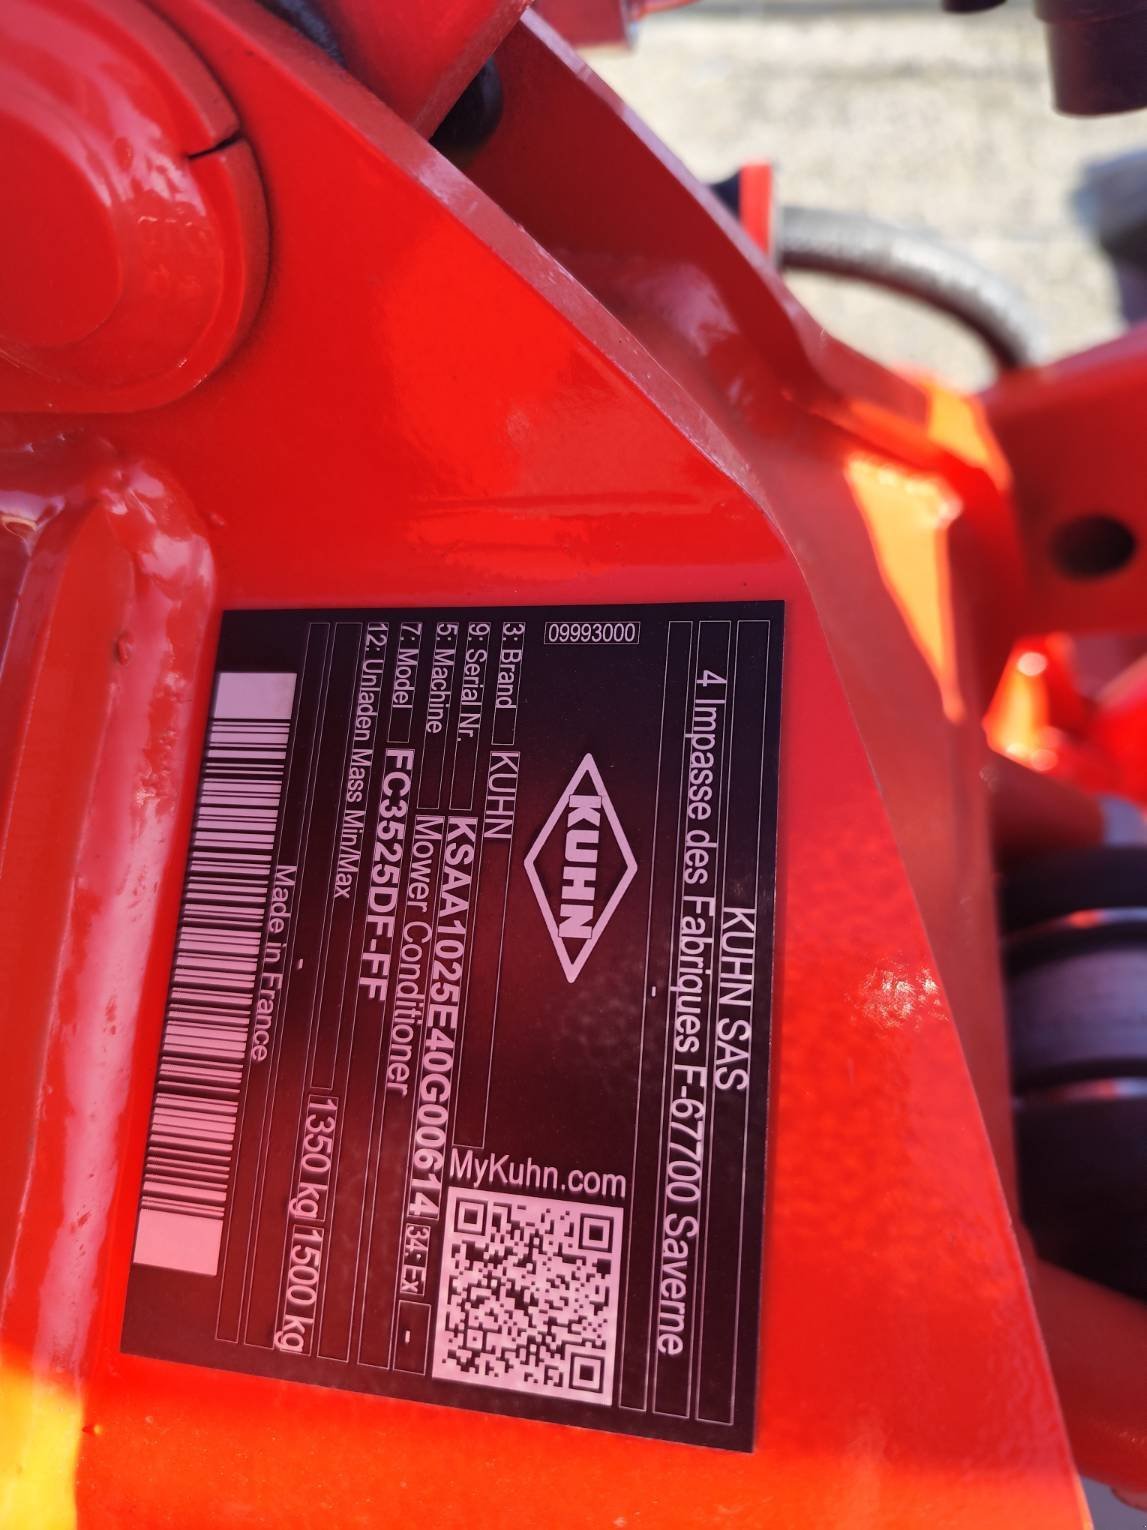 KUHN SAS
4 Impasse des Fabriques F-67700 Saverne
-
09993000
KUHN
MyKuhn.com
3: Brand KUHN
9: Serial Nr. KSAA1025E40G00614 34: Ex -
5: Machine Mower Conditioner
7: Model FC3525DF-FF
12: Unladen Mass Min/Max 1350 kg 1500 kg
-
Made in France